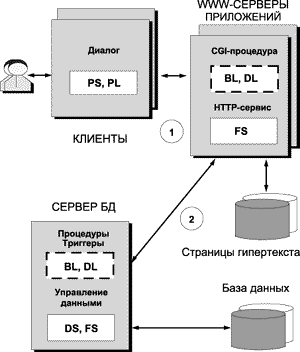 WWW-СЕРВЕРЫ
ПРИЛОЖЕНИЙ
Диалог
PS, PL
КЛИЕНТЫ
CGI-процедура
BL, DL
HTTP-сервис
FS
1
2
Страницы гипертекста
СЕРВЕР БД
Процедуры
Триггеры
BL, DL
Управление
данными
DS, FS
База данных